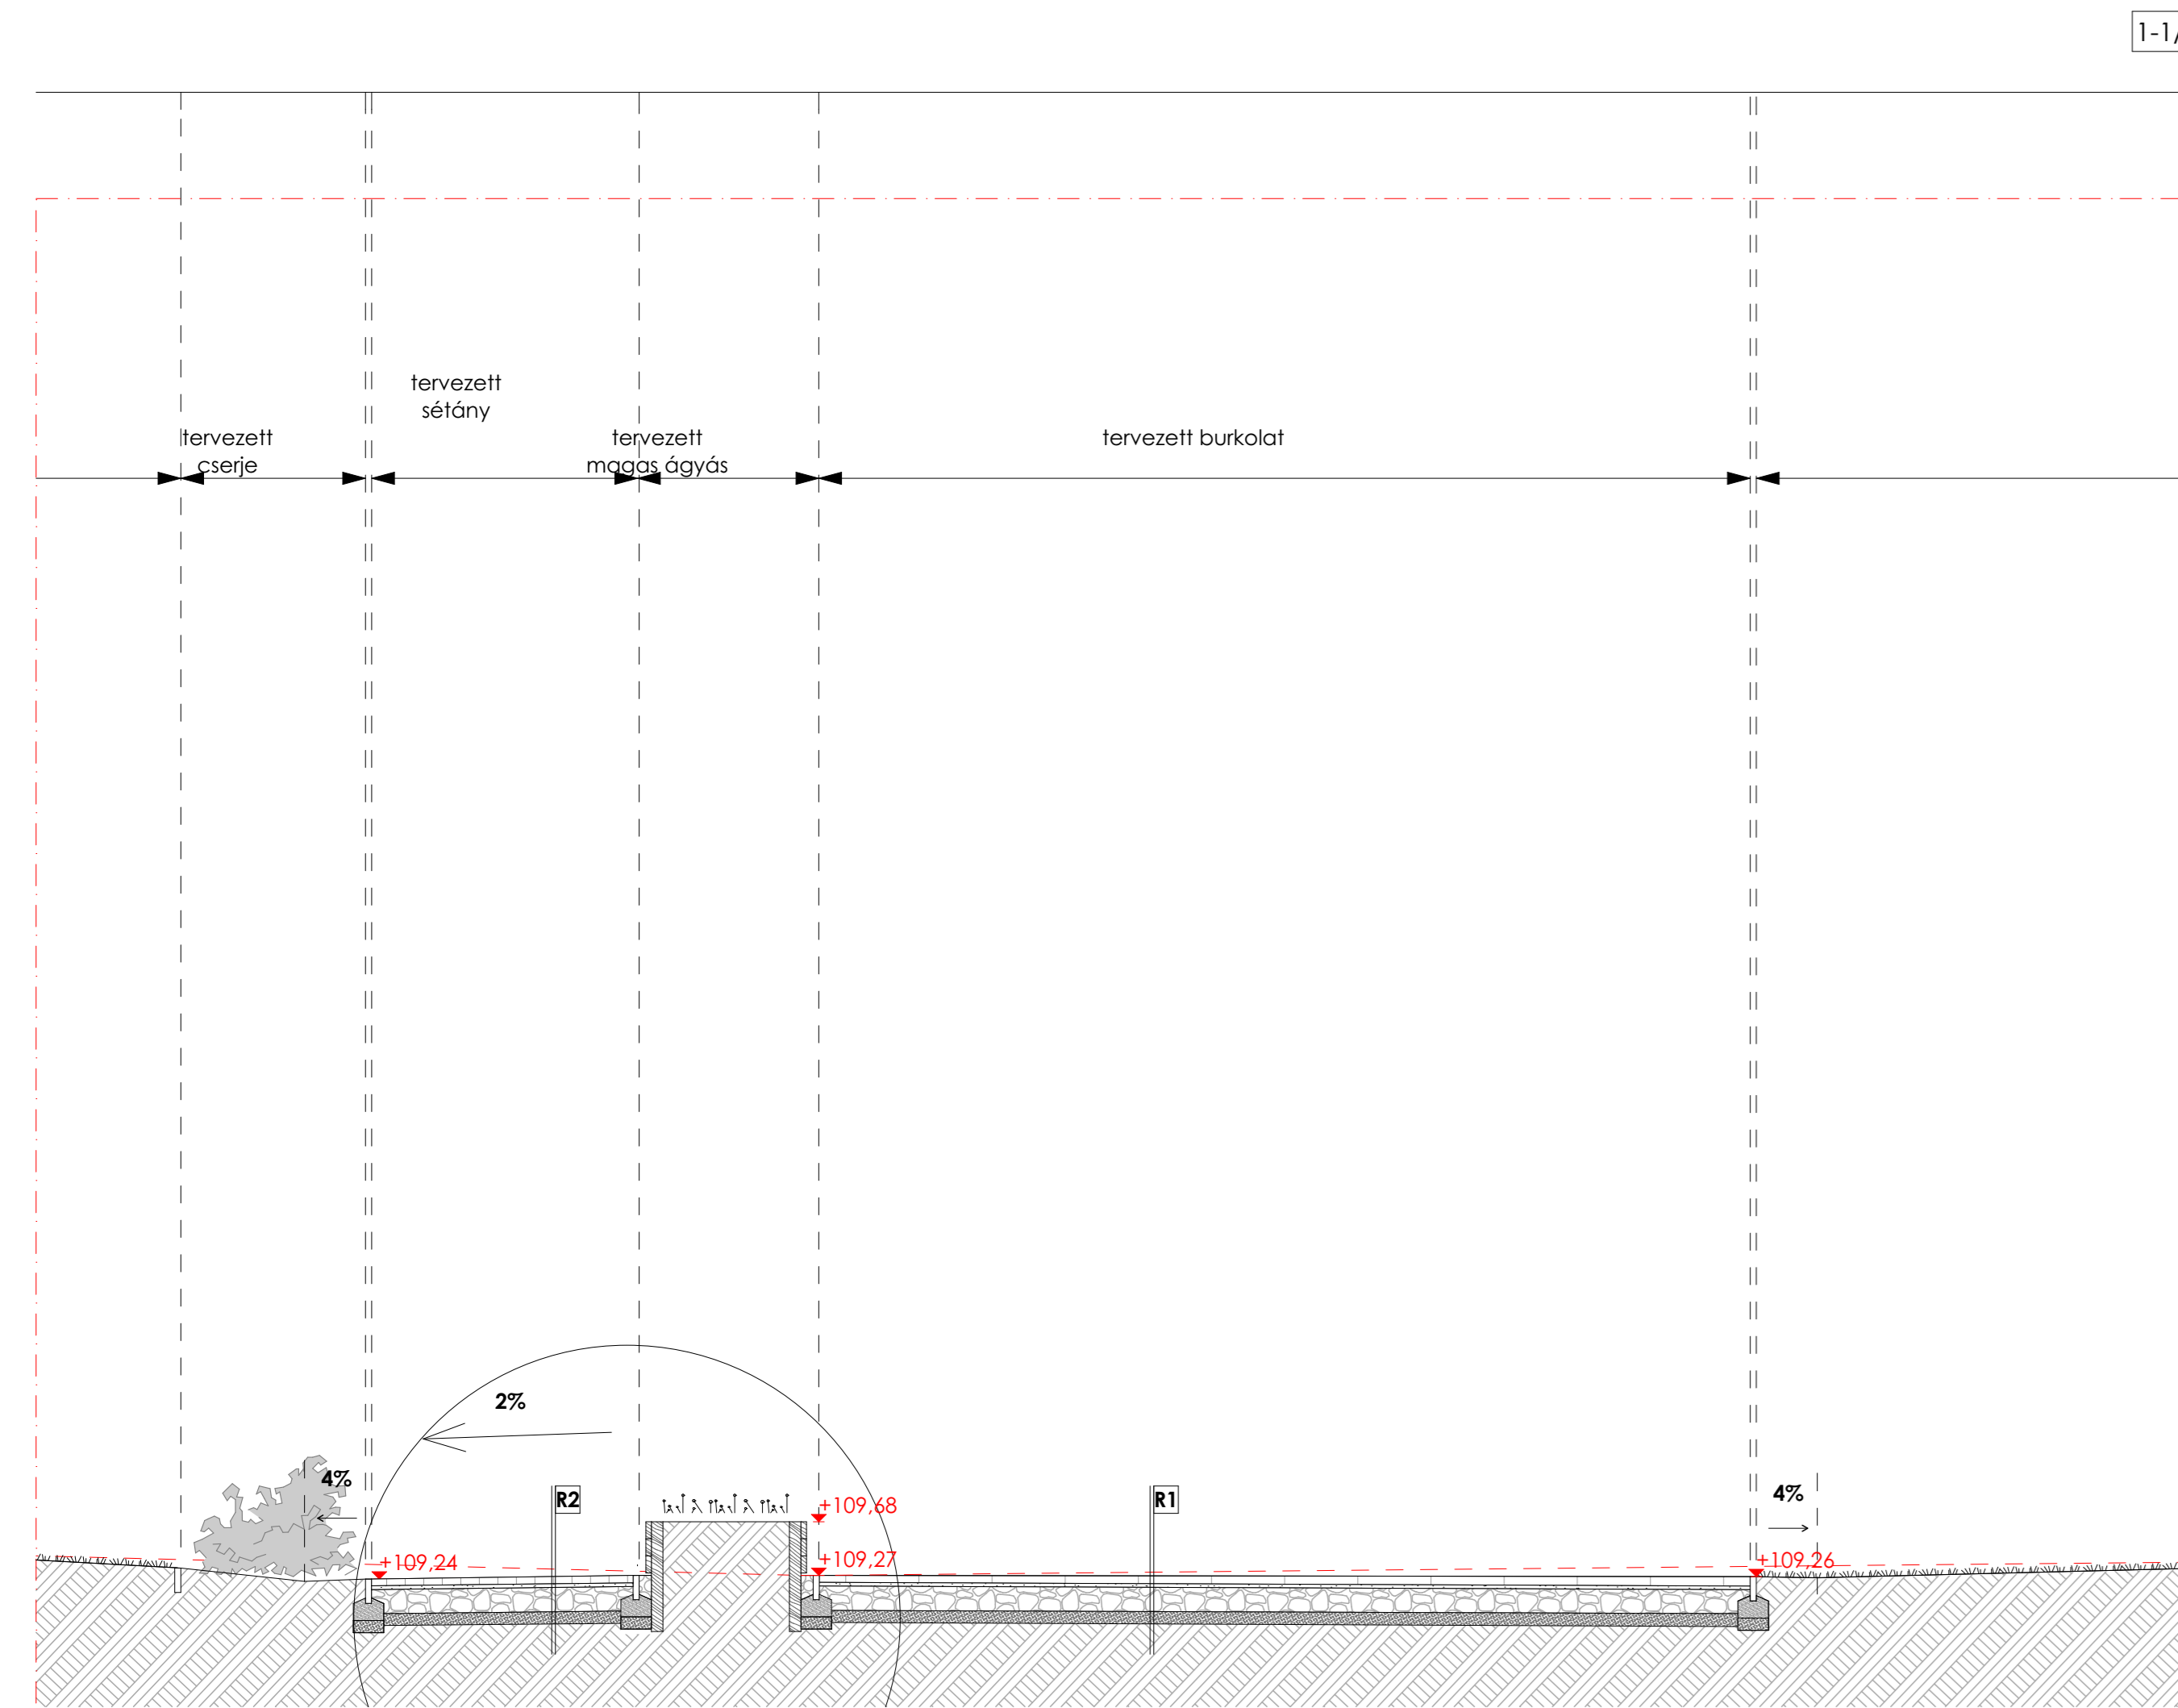 1-1/
tervezett
sétány
tervezett
cserje
tervezett
magas ágyás
tervezett burkolat
2%
4%
R2
+109,68
R1
4%
+109,24
+109,27
+109,26